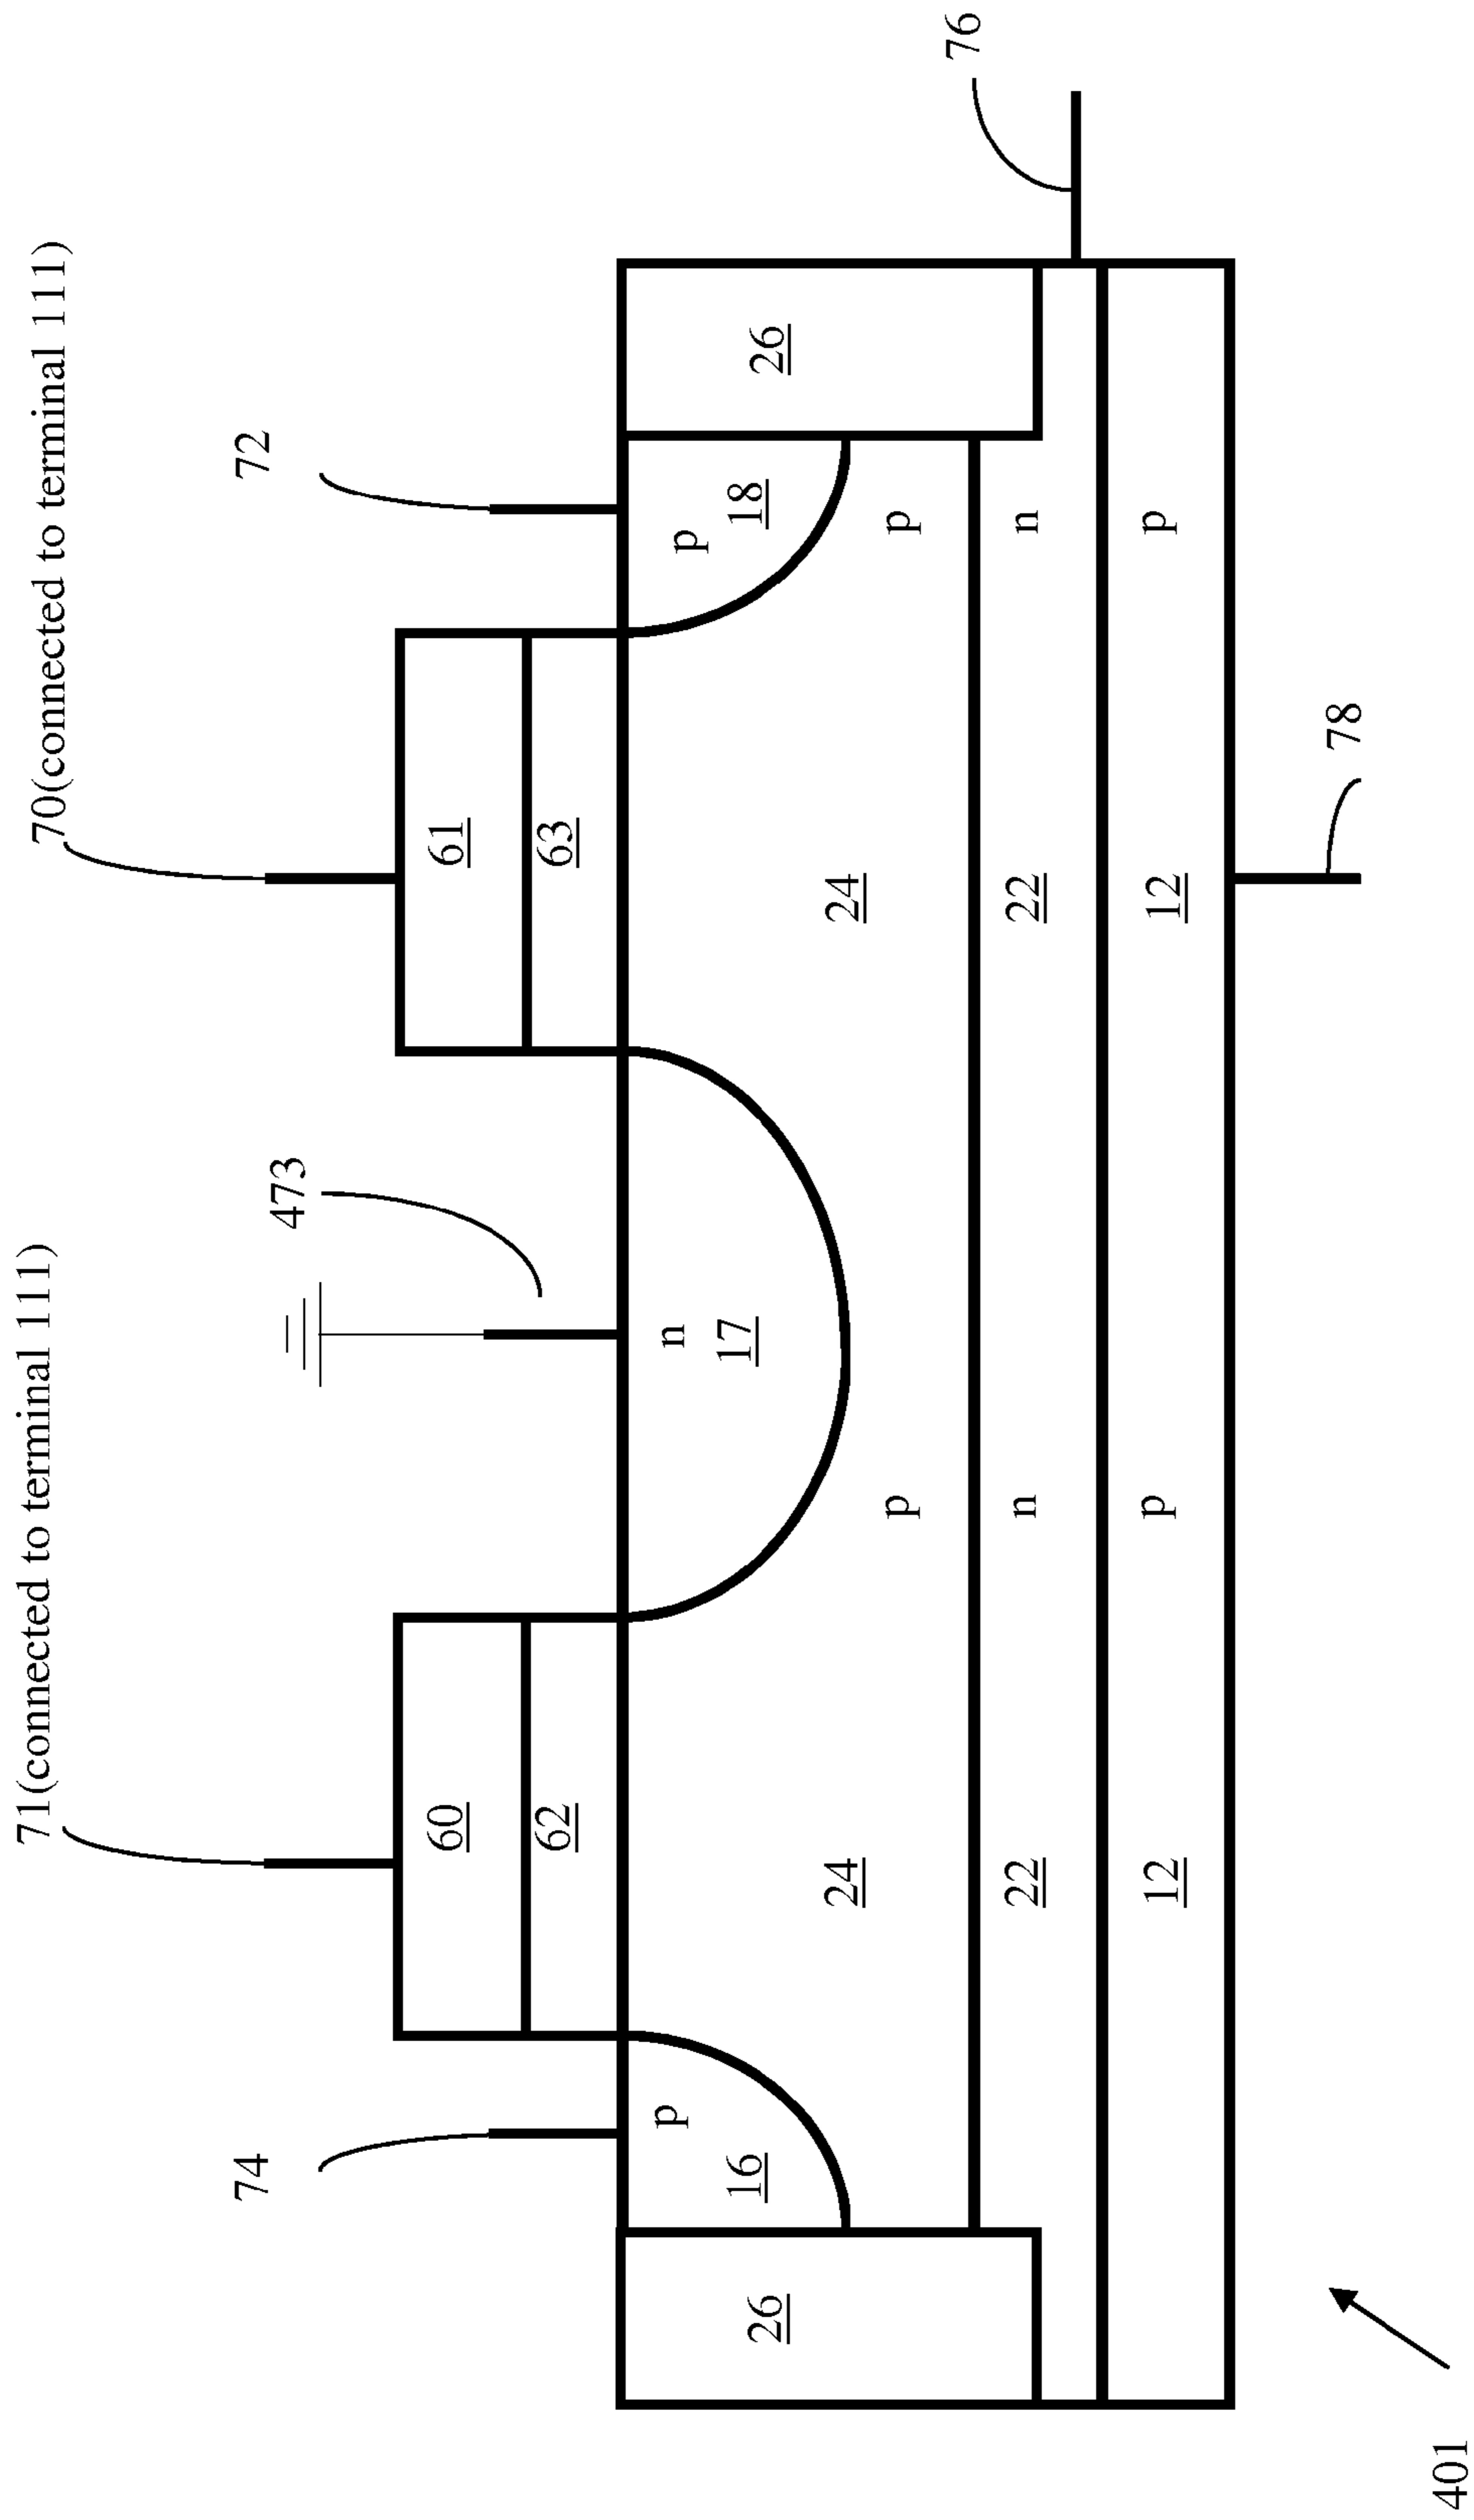 71(connected to terminal 111)
70(connected to terminal 111)
74
473
72
60
61
62
63
26
16
p
n
17
p
18
26
24
24
p
p
22
n
22
n
76
12
p
12
p
78
401